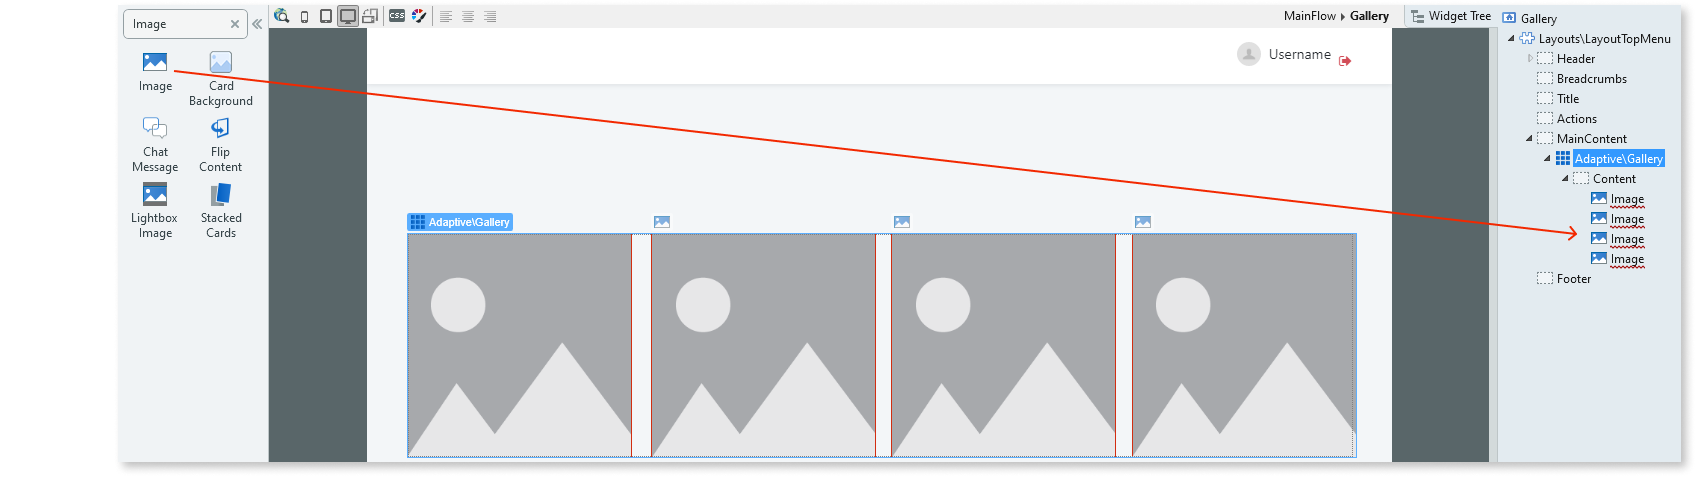 Image
Image
Card
Background
Chat
Message
Flip
Content
Lightbox
Image
Stacked
Cards
CSS
MainFlow Gallery
Username
Adaptive\Gallery
Widget Tree
Gallery
Layouts\LayoutTopMenu
Header
Breadcrumbs
Title
Actions
MainContent
Adaptive\Gallery
Content
Image
Image
Image
Image
Footer